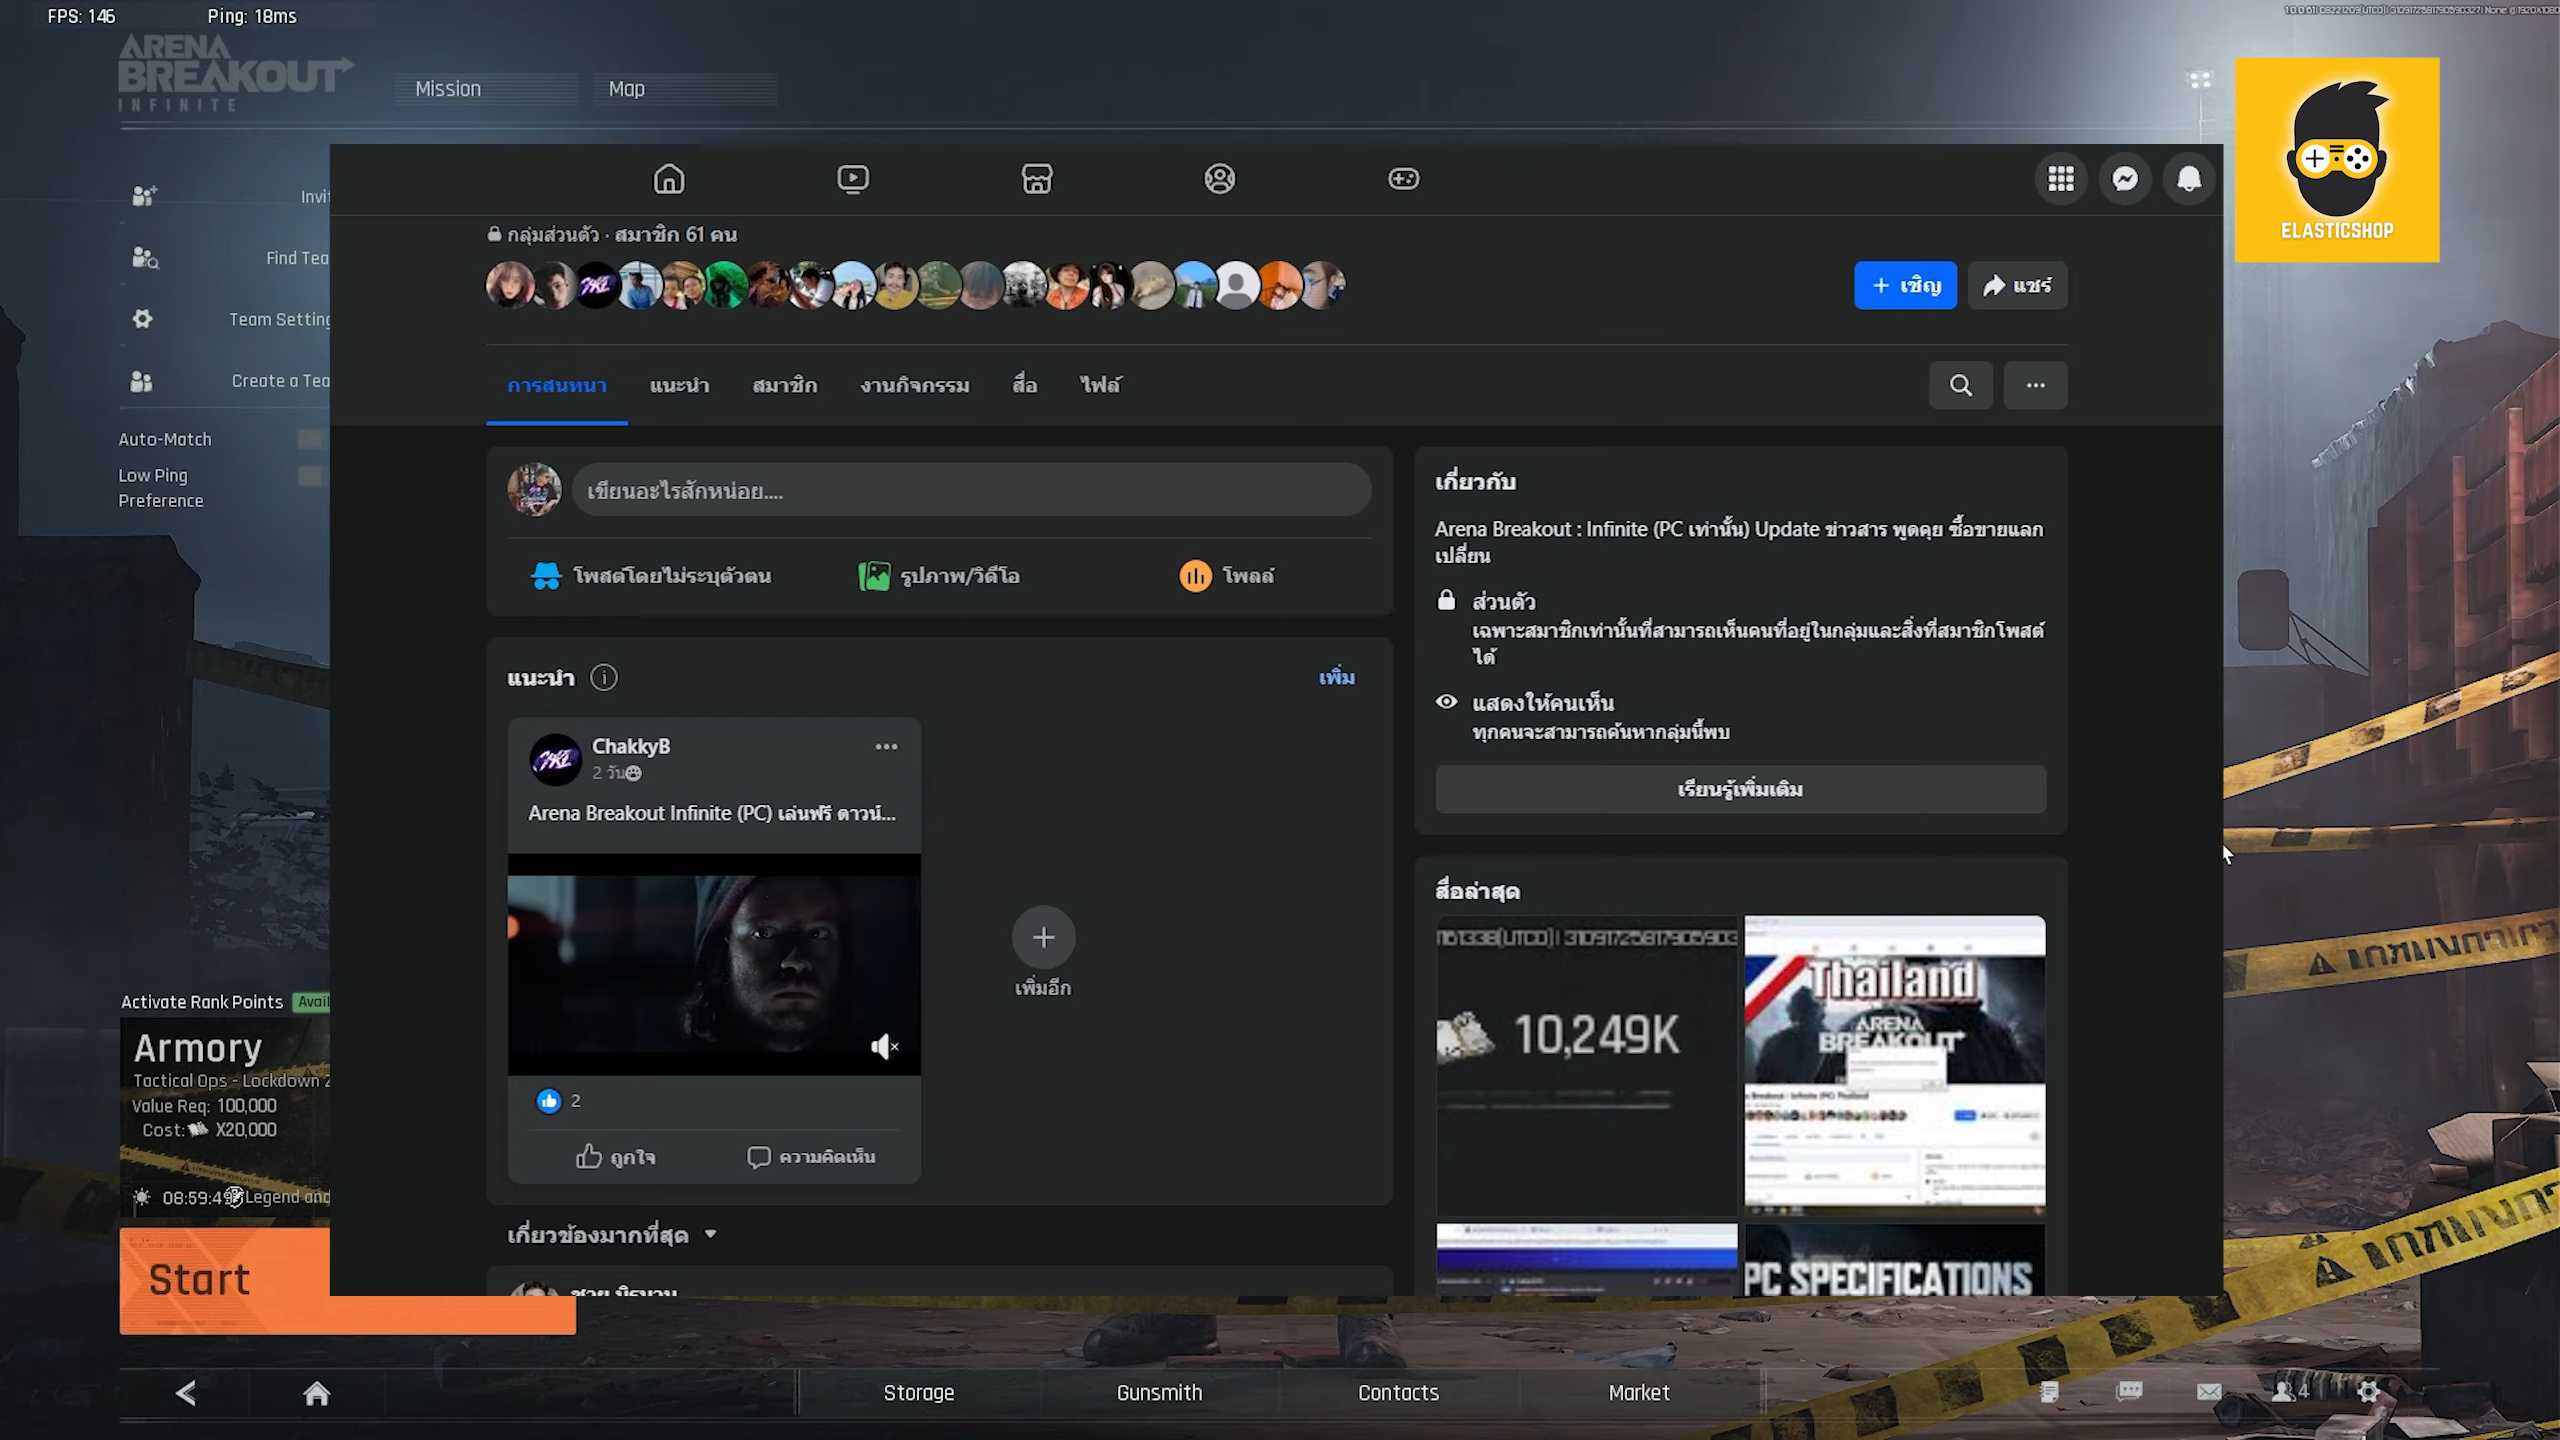 FPS: 146
Ping: 18ms
ARENA
BREAKOUT
INFINITE
Mission
Map
ELASTICSHOP
Find Tea
Team Setting
Create a Tea
Auto-Match
Low Ping
Preference
กลุ่มส่วนตัว · สมาชิก 61 คน
+ เชิญ
แชร์
การสนทนา
แนะนำ
สมาชิก
งานกิจกรรม
สื่อ
ไฟล์
เขียนอะไรสักหน่อย....
โพสต์โดยไม่ระบุตัวตน
รูปภาพ/วิดีโอ
โพลล์
แนะนำ
เพิ่ม
ChakkyB
2 วัน
Arena Breakout Infinite (PC) เล่นฟรี ดาวน์...
2
ถูกใจ
ความคิดเห็น
เพิ่มอีก
เกี่ยวข้องมากที่สุด
เกี่ยวกับ
Arena Breakout : Infinite (PC เท่านั้น) Update ข่าวสาร พูดคุย ซื้อขายแลก
เปลี่ยน
ส่วนตัว
เฉพาะสมาชิกเท่านั้นที่สามารถเห็นคนที่อยู่ในกลุ่มและสิ่งที่สมาชิกโพสต์
ได้
แสดงให้คนเห็น
ทุกคนจะสามารถค้นหากลุ่มนี้พบ
เรียนรู้เพิ่มเติม
สื่อล่าสุด
10,249K
Thailand
ARENA
BREAKOUT
PC SPECIFICATIONS
Activate Rank Points
Avail
Armory
Tactical Ops - Lockdown Z
Value Req: 100,000
Cost: X20,000
Legend and
Start
Storage
Gunsmith
Contacts
Market
4